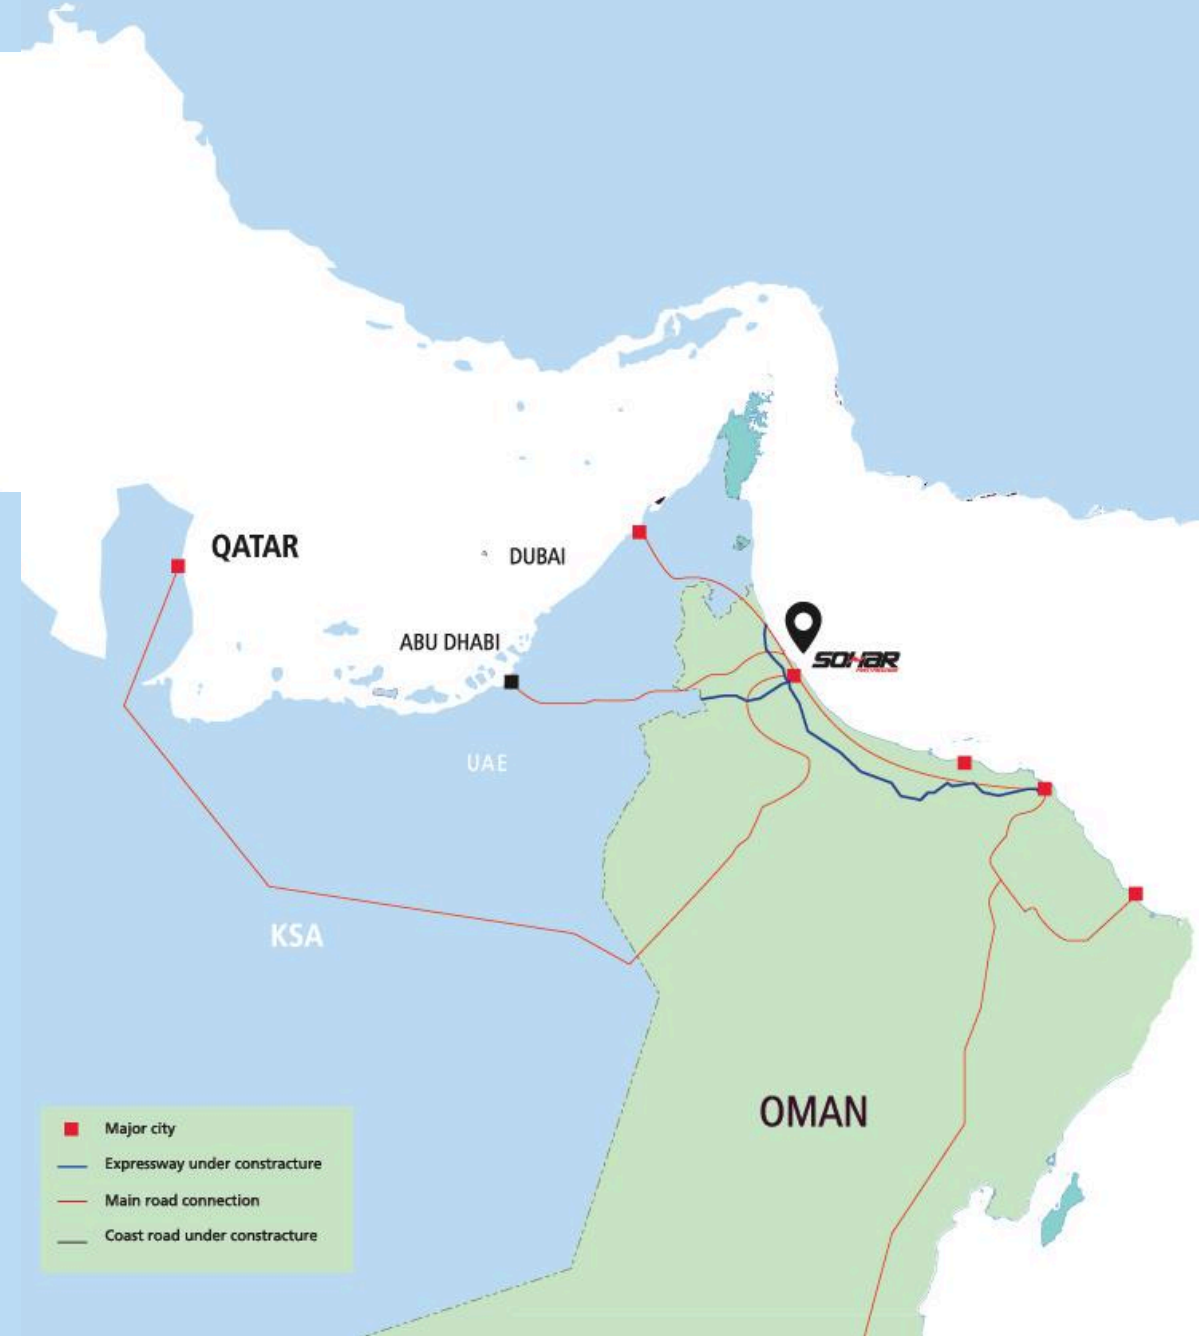 QATAR
DUBAI
ABU DHABI
SOHAR
UAE
KSA
OMAN
Major city
Expressway under constracture
Main road connection
Coast road under constracture